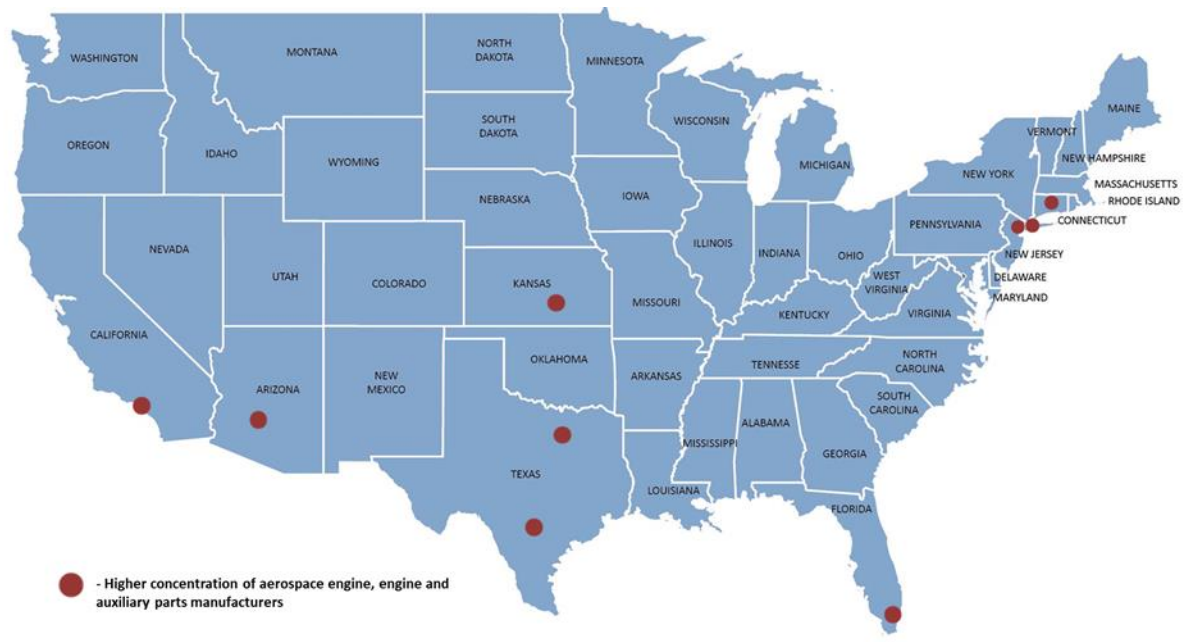 WASHINGTON
MONTANA
NORTH
DAKOTA
MINNESOTA
MAINE
OREGON
IDAHO
SOUTH
DAKOTA
WISCONSIN
VERMONT
WYOMING
MICHIGAN
NEW HAMPSHIRE
NEW YORK
MASSACHUSETTS
IOWA
NEBRASKA
RHODE ISLAND
CONNECTICUT
PENNSYLVANIA
NEVADA
ILLINOIS
INDIANA
OHIO
NEW JERSEY
UTAH
COLORADO
KANSAS
WEST
VIRGINIA
DELAWARE
MARYLAND
MISSOURI
KENTUCKY
VIRGINIA
CALIFORNIA
OKLAHOMA
TENNESSE
NORTH
CAROLINA
ARIZONA
NEW
MEXICO
ARKANSAS
SOUTH
CAROLINA
ALABAMA
MISSISSIPPI
GEORGIA
TEXAS
LOUISIANA
FLORIDA
- Higher concentration of aerospace engine, engine and
auxiliary parts manufacturers